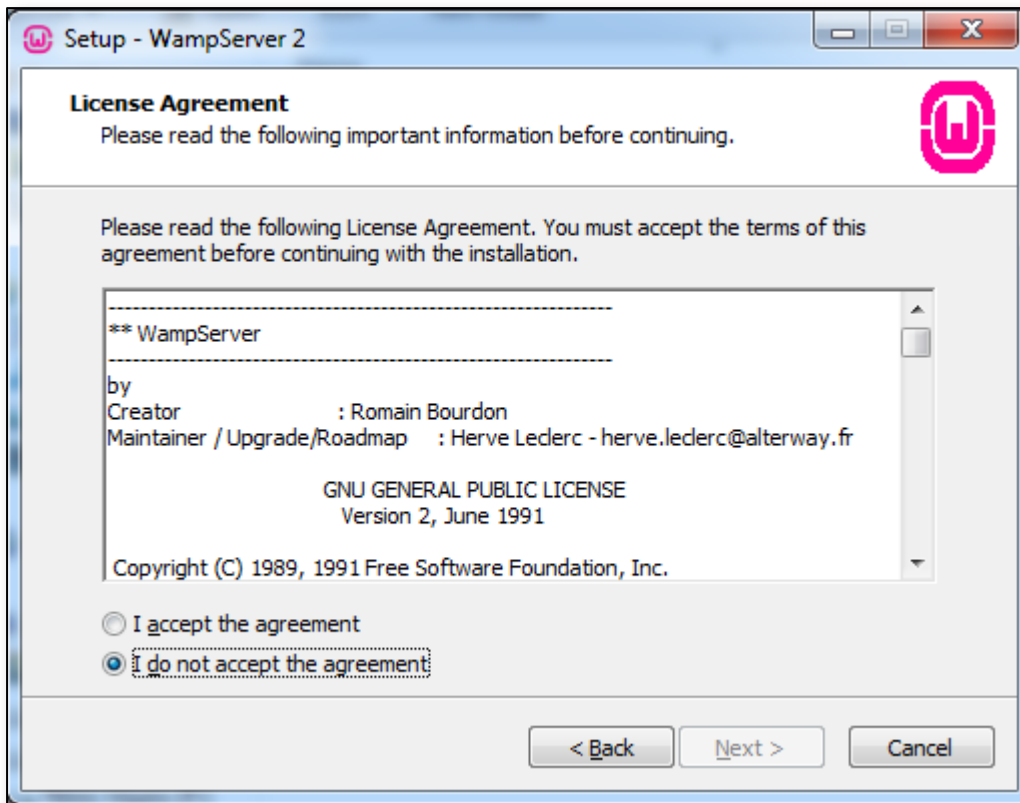 Setup - WampServer 2
License Agreement
Please read the following important information before continuing.
Please read the following License Agreement. You must accept the terms of this
agreement before continuing with the installation.
------------------------------------------------------------
** WampServer
------------------------------------------------------------
by
Creator : Romain Bourdon
Maintainer / Upgrade/Roadmap : Herve Leclerc - herve.leclerc@alterway.fr
GNU GENERAL PUBLIC LICENSE
Version 2, June 1991
Copyright (C) 1989, 1991 Free Software Foundation, Inc.
I accept the agreement
I do not accept the agreement
< Back Next > Cancel